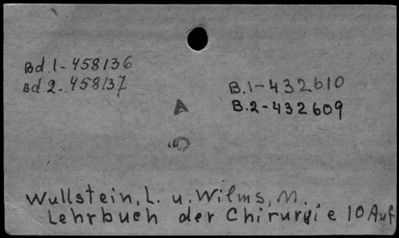 Bd.1-458136
Bd.2-458137
B.1-432610
B.2-432609
A
Wullstein, L. u. Wilms, M.
Lehrbuch der Chirurgie 10 Auf